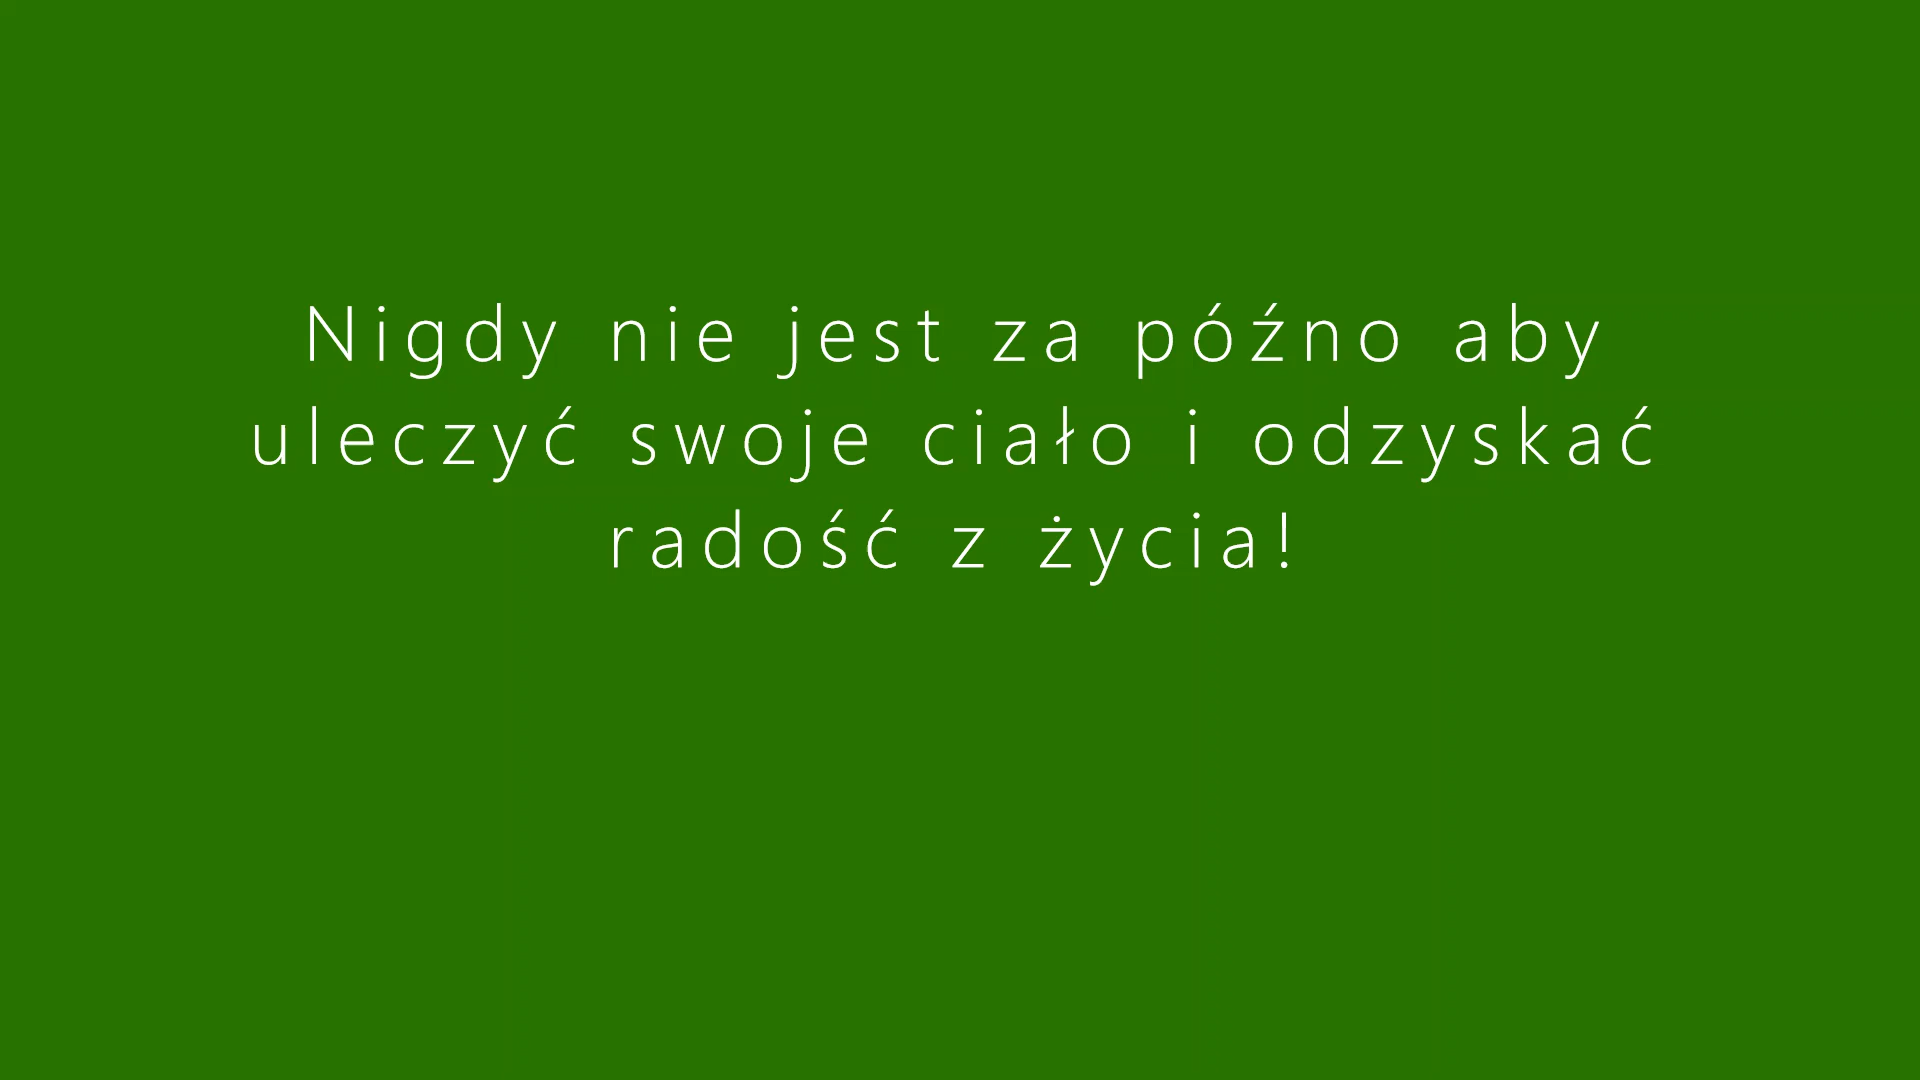 Nigdy nie jest za późno aby
uleczyć swoje ciało i odzyskać
radość z życia!